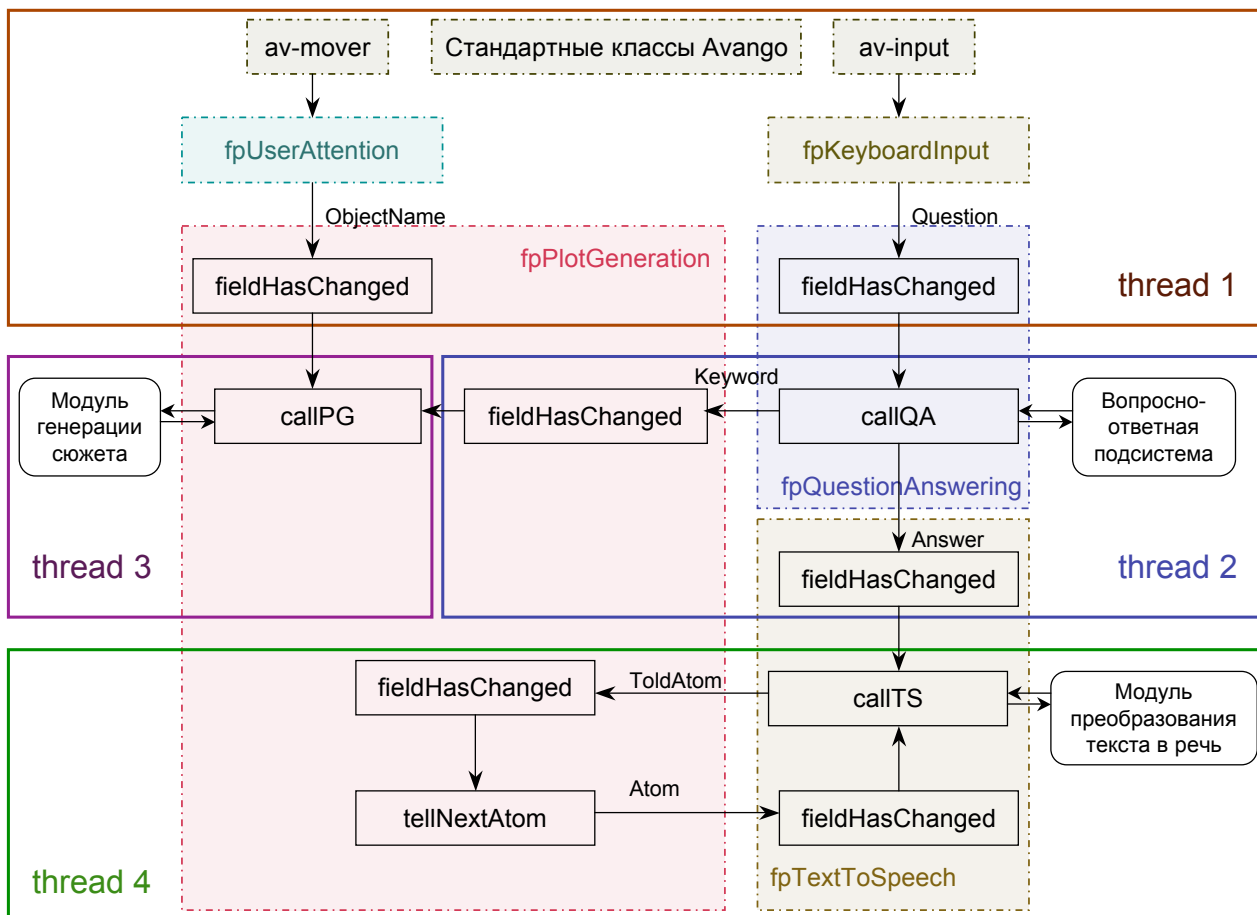 av-mover
Стандартные классы Avango
av-input
fpUserAttention
fpKeyboardInput
ObjectName
Question
fpPlotGeneration
fieldHasChanged
fieldHasChanged
thread 1
Keyword
Модуль
генерации
сюжета
callPG
fieldHasChanged
callQA
Вопросно-
ответная
подсистема
fpQuestionAnswering
thread 3
Answer
fieldHasChanged
thread 2
fieldHasChanged
ToldAtom
callTS
Модуль
преобразования
текста в речь
tellNextAtom
Atom
fieldHasChanged
thread 4
fpTextToSpeech